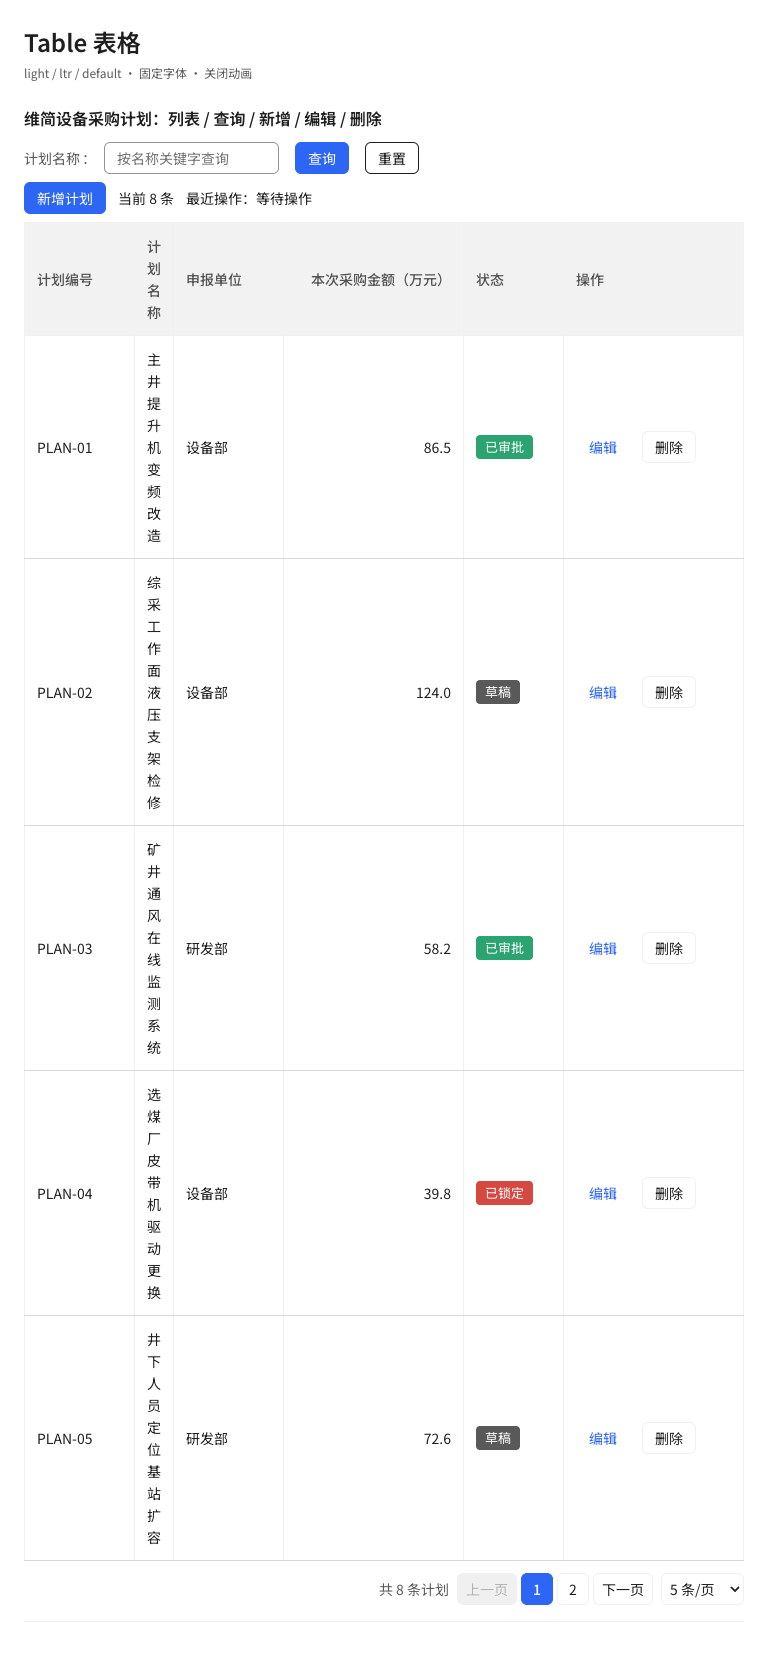 Table 表格
light / ltr / default · 固定字体 · 关闭动画
维简设备采购计划：列表 / 查询 / 新增 / 编辑 / 删除
计划名称： 按名称关键字查询 查询 重置
新增计划 当前 8 条 最近操作：等待操作
计划编号 计划名称 申报单位 本次采购金额（万元） 状态 操作
PLAN-01 主井提升机变频改造 设备部 86.5 已审批 编辑 删除
PLAN-02 综采工作面液压支架检修 设备部 124.0 草稿 编辑 删除
PLAN-03 矿井通风在线监测系统 研发部 58.2 已审批 编辑 删除
PLAN-04 选煤厂皮带机驱动更换 设备部 39.8 已锁定 编辑 删除
PLAN-05 井下人员定位基站扩容 研发部 72.6 草稿 编辑 删除
共 8 条计划 上一页 1 2 下一页 5 条/页